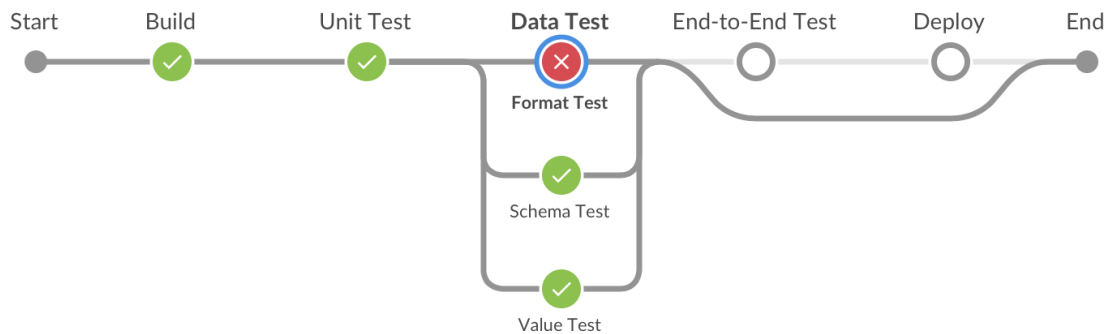 Start
Build
Unit Test
Data Test
End-to-End Test
Deploy
End
Format Test
Schema Test
Value Test